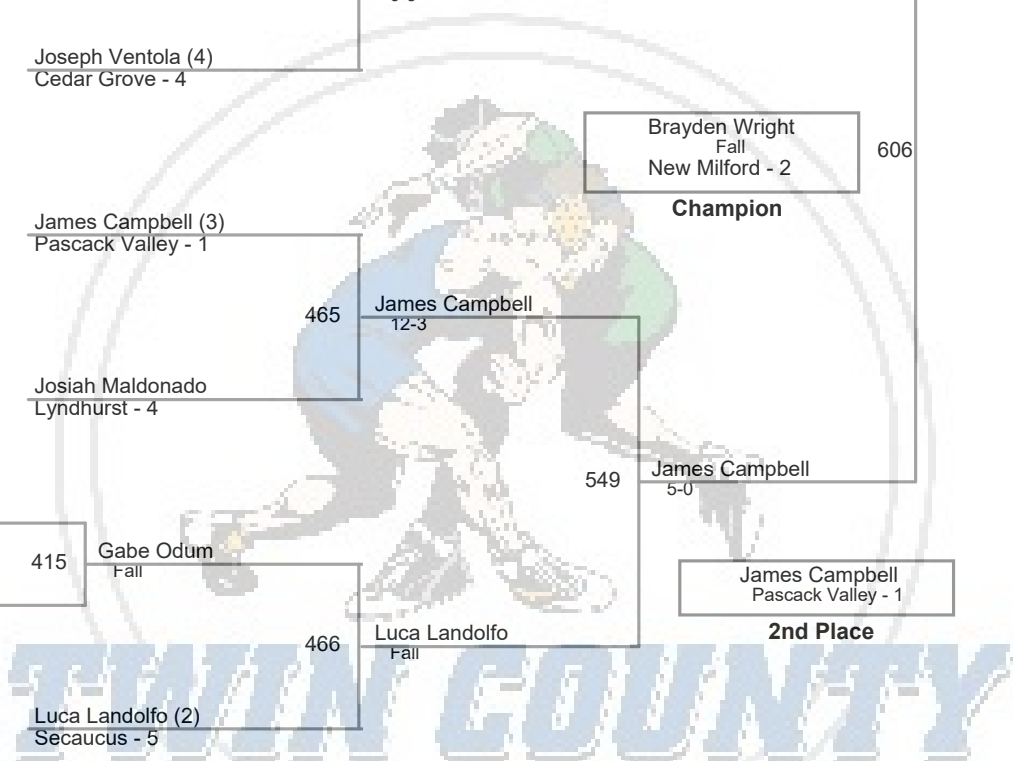 Joseph Ventola (4)
Cedar Grove - 4
Brayden Wright
Fall
New Milford - 2
606
Champion
James Campbell (3)
Pascack Valley - 1
465
James Campbell
12-3
Josiah Maldonado
Lyndhurst - 4
549
James Campbell
5-0
415
Gabe Odum
Fall
James Campbell
Pascack Valley - 1
2nd Place
466
Luca Landolfo
Fall
Luca Landolfo (2)
Secaucus - 5
TWIN COUNTY